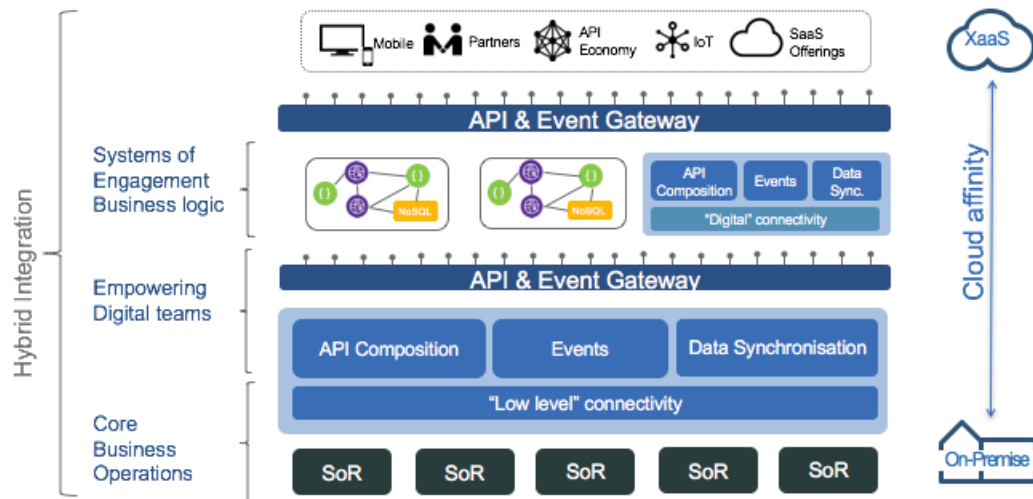 Mobile
Partners
API
Economy
IoT
SaaS
Offerings
XaaS
API & Event Gateway
Systems of
Engagement
Business logic
{ }
{ }
NoSQL
{ }
{ }
NoSQL
API
Composition
Events
Data
Sync.
"Digital" connectivity
API & Event Gateway
Empowering
Digital teams
API Composition
Events
Data Synchronisation
"Low level" connectivity
Core
Business
Operations
SoR
SoR
SoR
SoR
SoR
Hybrid Integration
Cloud affinity
On-Premise